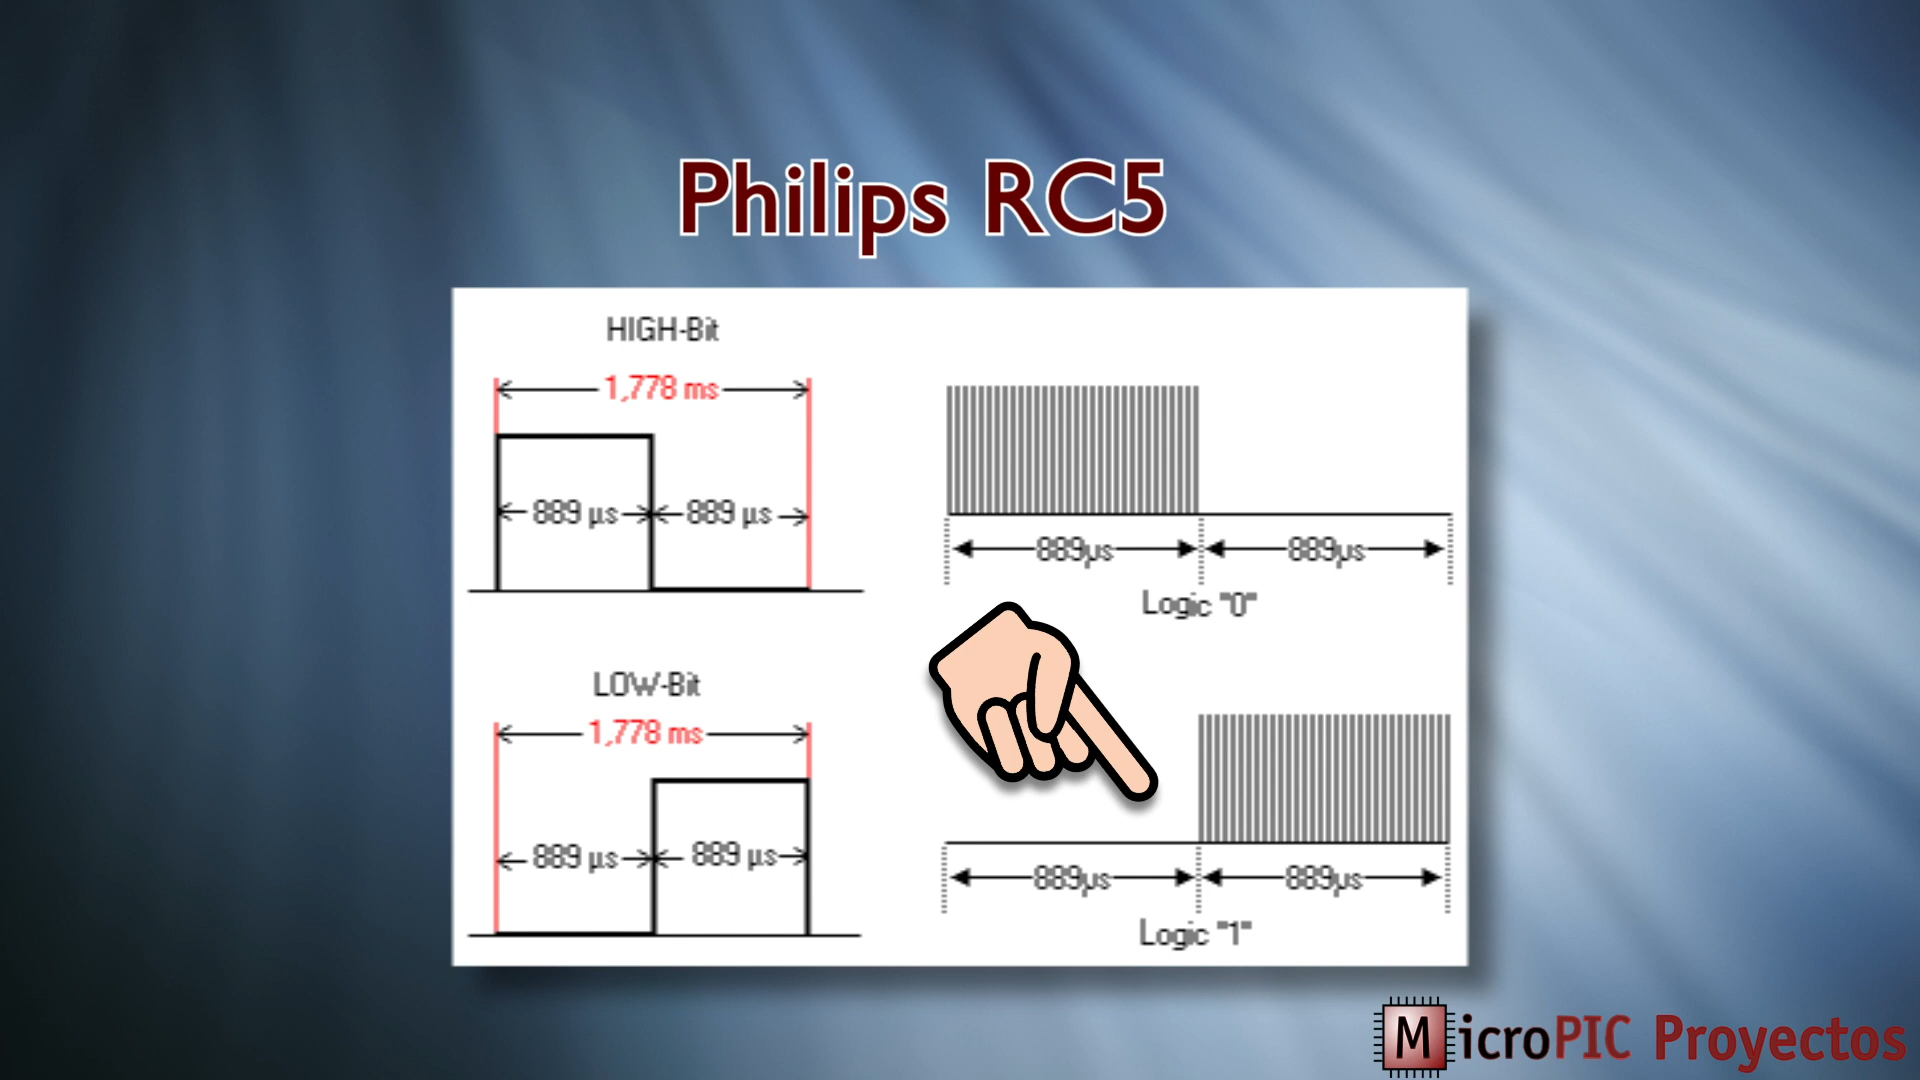 Philips RC5
HIGH-Bit
1,778 ms
889 µs
889 µs
889µs
889µs
Logic "0"
LOW-Bit
1,778 ms
889 µs
889 µs
889µs
889µs
Logic "1"
MicroPIC Proyectos